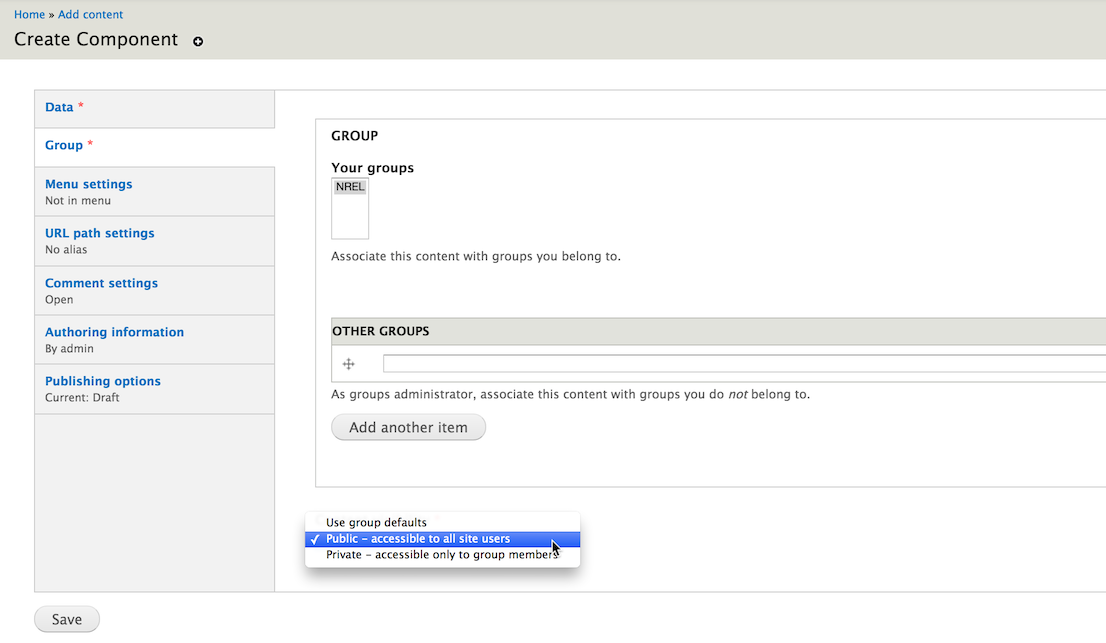 Home » Add content
Create Component
Data *
Group *
Menu settings
Not in menu
URL path settings
No alias
Comment settings
Open
Authoring information
By admin
Publishing options
Current: Draft
GROUP
Your groups
NREL
Associate this content with groups you belong to.
OTHER GROUPS
As groups administrator, associate this content with groups you do not belong to.
Add another item
Use group defaults
✓ Public – accessible to all site users
Private – accessible only to group members
Save